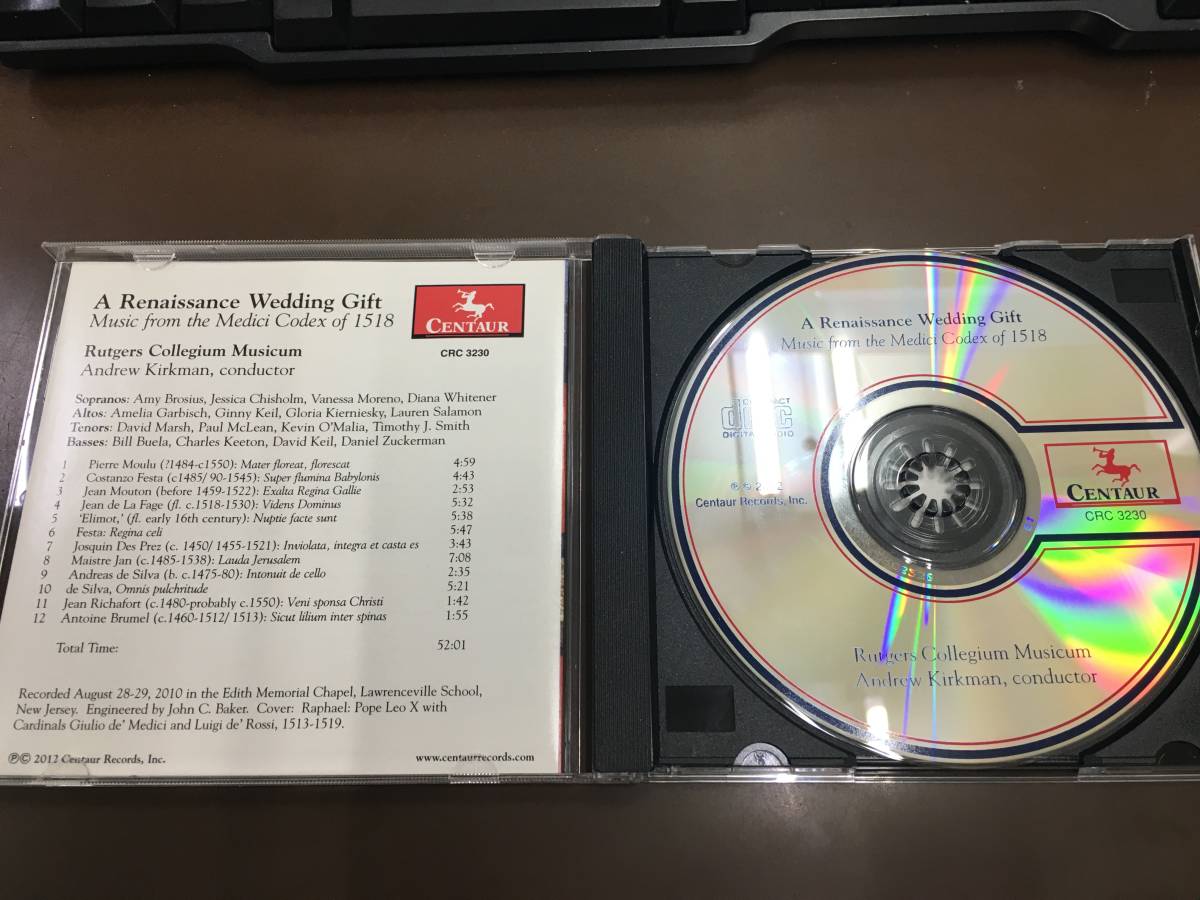 A Renaissance Wedding Gift
Music from the Medici Codex of 1518
CENTAUR
CRC 3230
Rutgers Collegium Musicum
Andrew Kirkman, conductor
Sopranos: Amy Brosius, Jessica Chisholm, Vanessa Moreno, Diana Whitener
Altos: Amelia Garbisch, Ginny Keil, Gloria Kierniesky, Lauren Salamon
Tenors: David Marsh, Paul McLean, Kevin O'Malia, Timothy J. Smith
Basses: Bill Buela, Charles Keeton, David Keil, Daniel Zuckerman
1 Pierre Moulu (?1484-c1550): Mater floreat, florescat 4:59
2 Costanzo Festa (c1485/ 90-1545): Super flumina Babylonis 4:43
3 Jean Mouton (before 1459-1522): Exalta Regina Gallie 2:53
4 Jean de La Fage (fl. c.1518-1530): Videns Dominus 5:32
5 'Elimot,' (fl. early 16th century): Nuptie facte sunt 5:38
6 Festa: Regina celi 5:47
7 Josquin Des Prez (c. 1450/ 1455-1521): Inviolata, integra et casta es 3:43
8 Maistre Jan (c.1485-1538): Lauda Jerusalem 7:08
9 Andreas de Silva (b. c.1475-80): Intonuit de cello 2:35
10 de Silva, Omnis pulchritude 5:21
11 Jean Richafort (c.1480-probably c.1550): Veni sponsa Christi 1:42
12 Antoine Brumel (c.1460-1512/ 1513): Sicut lilium inter spinas 1:55
Total Time: 52:01
Recorded August 28-29, 2010 in the Edith Memorial Chapel, Lawrenceville School,
New Jersey. Engineered by John C. Baker. Cover: Raphael: Pope Leo X with
Cardinals Giulio de' Medici and Luigi de' Rossi, 1513-1519.
℗© 2012 Centaur Records, Inc. www.centaurrecords.com
A Renaissance Wedding Gift
Music from the Medici Codex of 1518
COMPACT
disc
DIGITAL AUDIO
Centaur Records, Inc.
CENTAUR
CRC 3230
Rutgers Collegium Musicum
Andrew Kirkman, conductor